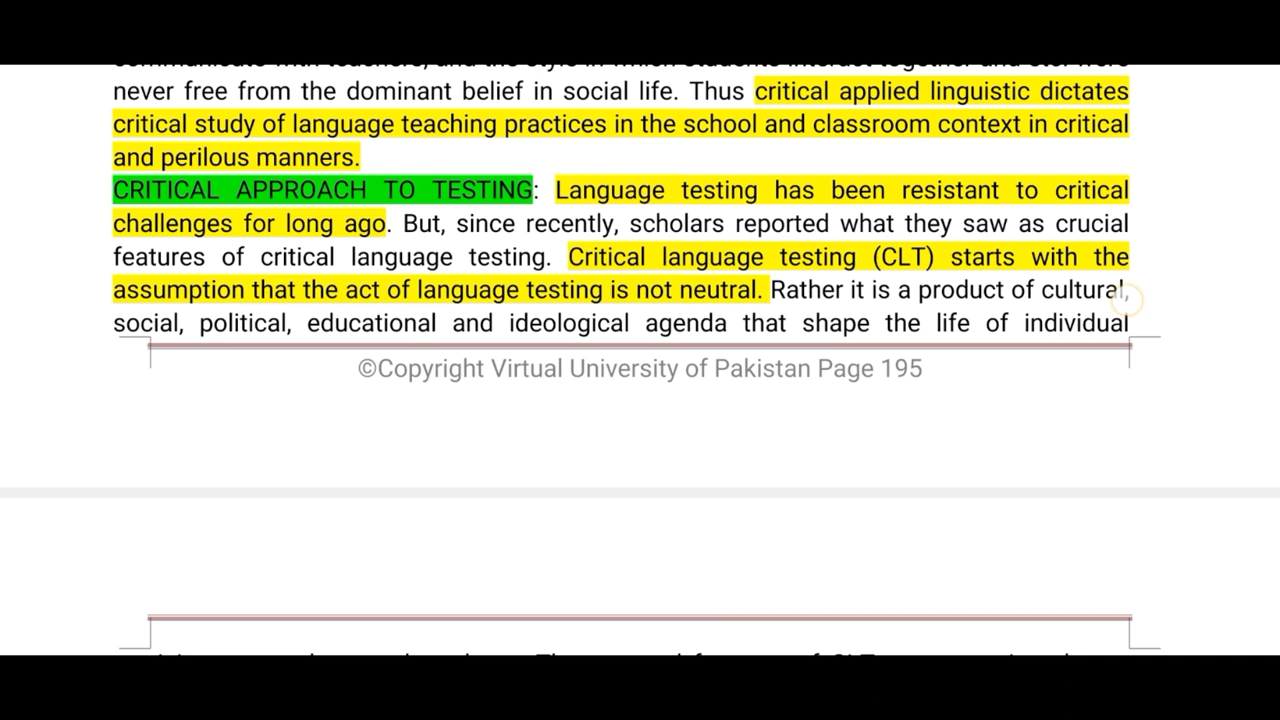 never free from the dominant belief in social life. Thus critical applied linguistic dictates
critical study of language teaching practices in the school and classroom context in critical
and perilous manners.
CRITICAL APPROACH TO TESTING: Language testing has been resistant to critical
challenges for long ago. But, since recently, scholars reported what they saw as crucial
features of critical language testing. Critical language testing (CLT) starts with the
assumption that the act of language testing is not neutral. Rather it is a product of cultural,
social, political, educational and ideological agenda that shape the life of individual
©Copyright Virtual University of Pakistan Page 195